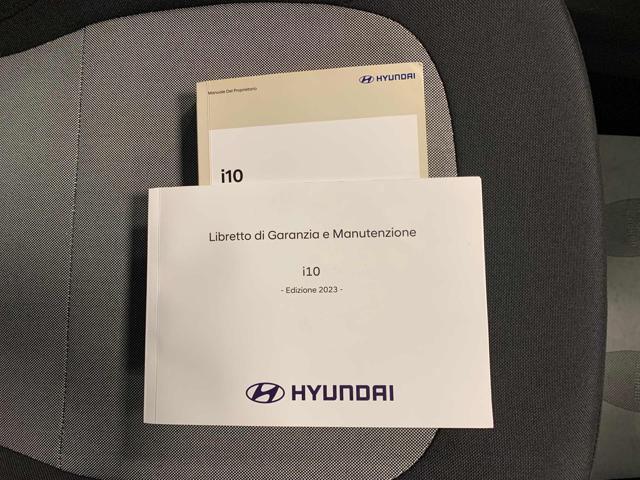 Manuale Del Proprietario
HYUNDAI
i10
Libretto di Garanzia e Manutenzione
i10
- Edizione 2023 -
HYUNDAI